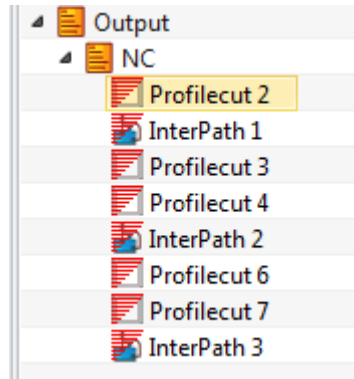 Output
NC
Profilecut 2
InterPath 1
Profilecut 3
Profilecut 4
InterPath 2
Profilecut 6
Profilecut 7
InterPath 3